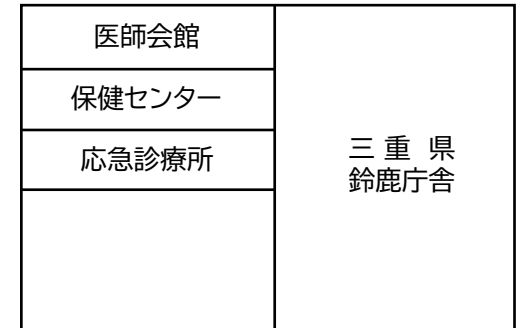 医師会館
保健センター
応急診療所
三重県
鈴鹿庁舎